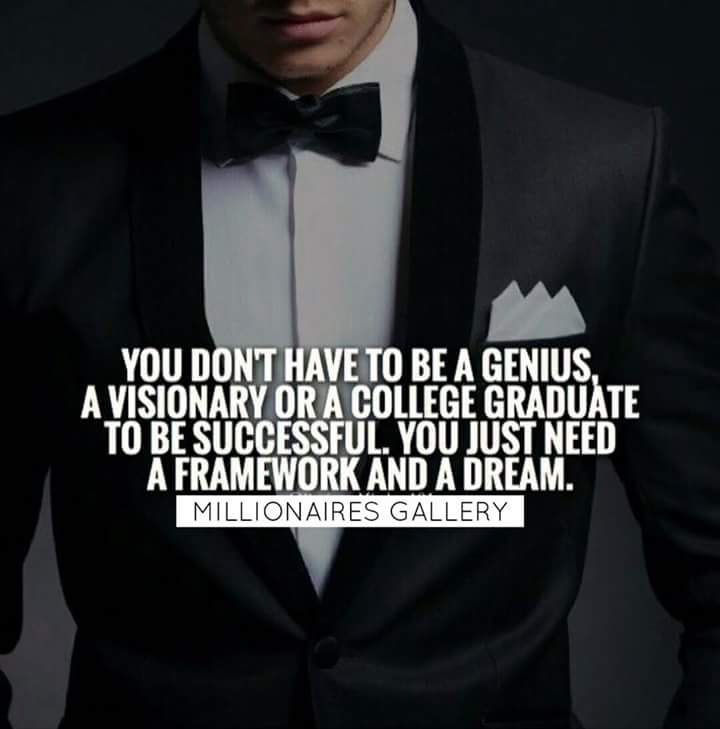 YOU DON'T HAVE TO BE A GENIUS,
A VISIONARY OR A COLLEGE GRADUATE
TO BE SUCCESSFUL. YOU JUST NEED
A FRAMEWORK AND A DREAM.
MILLIONAIRES GALLERY